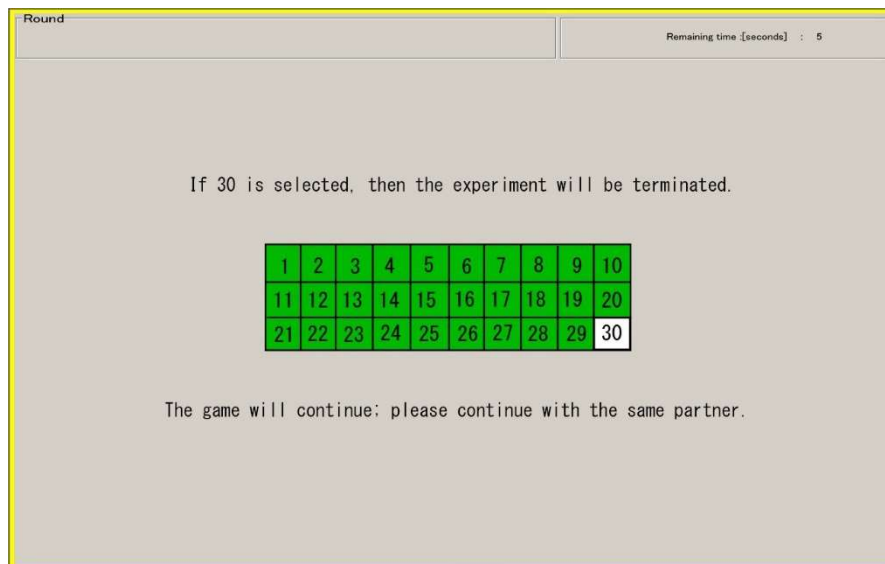 Round
Remaining time :[seconds] : 5
If 30 is selected, then the experiment will be terminated.
1 2 3 4 5 6 7 8 9 10
11 12 13 14 15 16 17 18 19 20
21 22 23 24 25 26 27 28 29 30
The game will continue; please continue with the same partner.